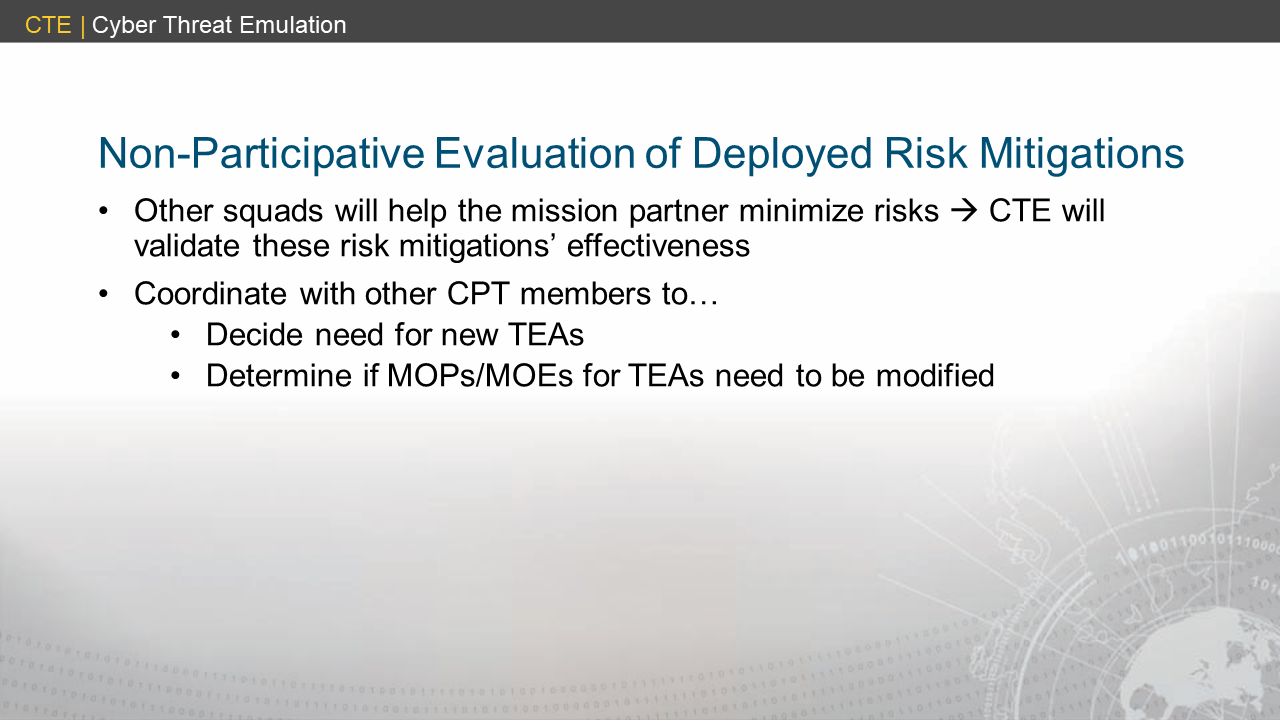 CTE | Cyber Threat Emulation
Non-Participative Evaluation of Deployed Risk Mitigations
• Other squads will help the mission partner minimize risks → CTE will
validate these risk mitigations’ effectiveness
• Coordinate with other CPT members to…
• Decide need for new TEAs
• Determine if MOPs/MOEs for TEAs need to be modified